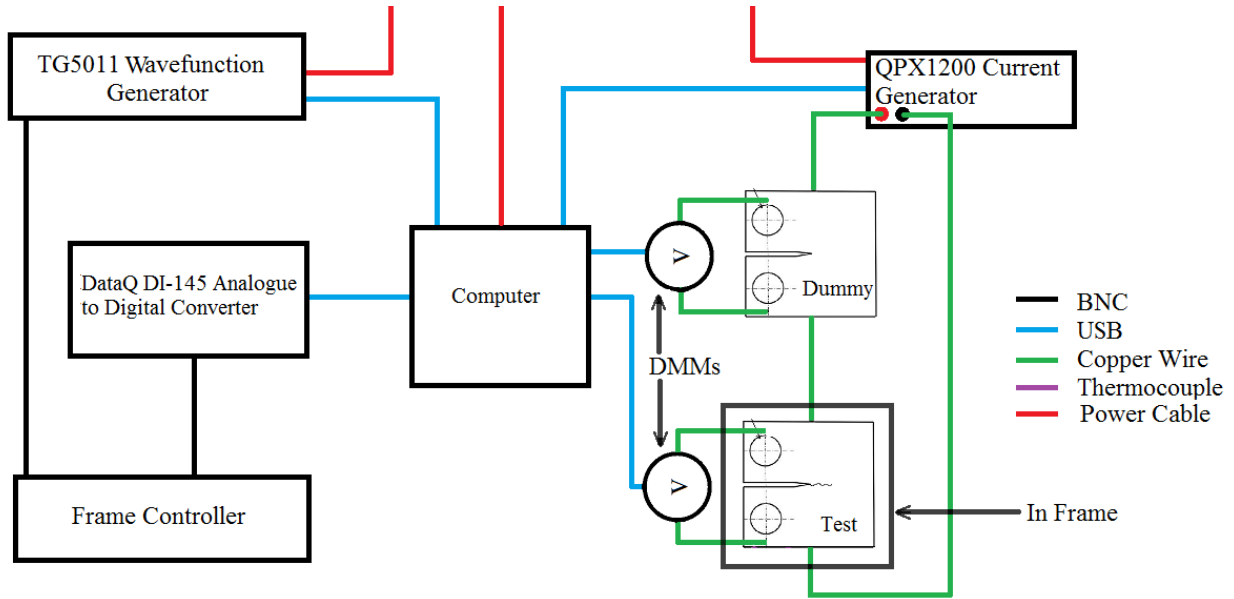 TG5011 Wavefunction
Generator
QPX1200 Current
Generator
DataQ DI-145 Analogue
to Digital Converter
Computer
V
Dummy
DMMs
V
Test
Frame Controller
In Frame
BNC
USB
Copper Wire
Thermocouple
Power Cable